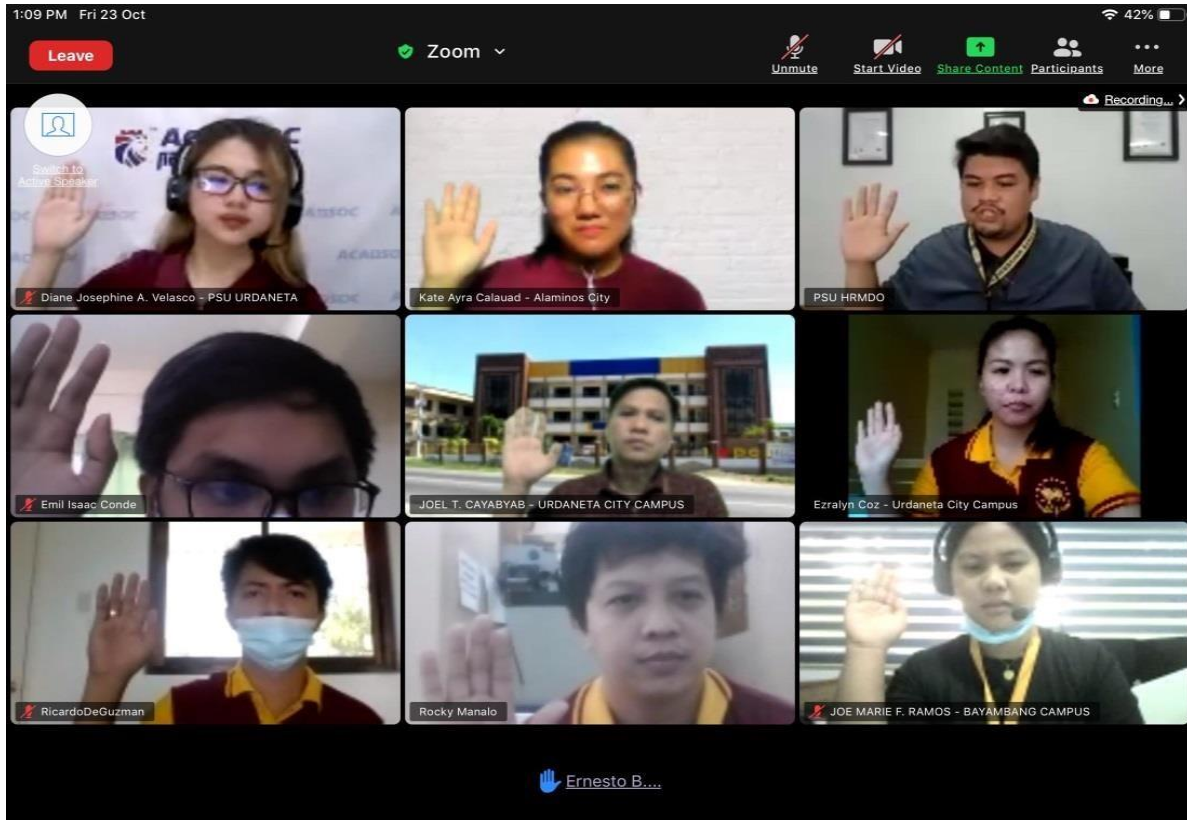 1:09 PM Fri 23 Oct
42%
Leave
Zoom
Unmute
Start Video
Share Content
Participants
More
Recording...
Switch to
Active Speaker
ACADSOC
Diane Josephine A. Velasco - PSU URDANETA
Kate Ayra Calauad - Alaminos City
PSU HRMDO
Emil Isaac Conde
JOEL T. CAYABYAB - URDANETA CITY CAMPUS
Ezralyn Coz - Urdaneta City Campus
RicardoDeGuzman
Rocky Manalo
JOE MARIE F. RAMOS - BAYAMBANG CAMPUS
Ernesto B....